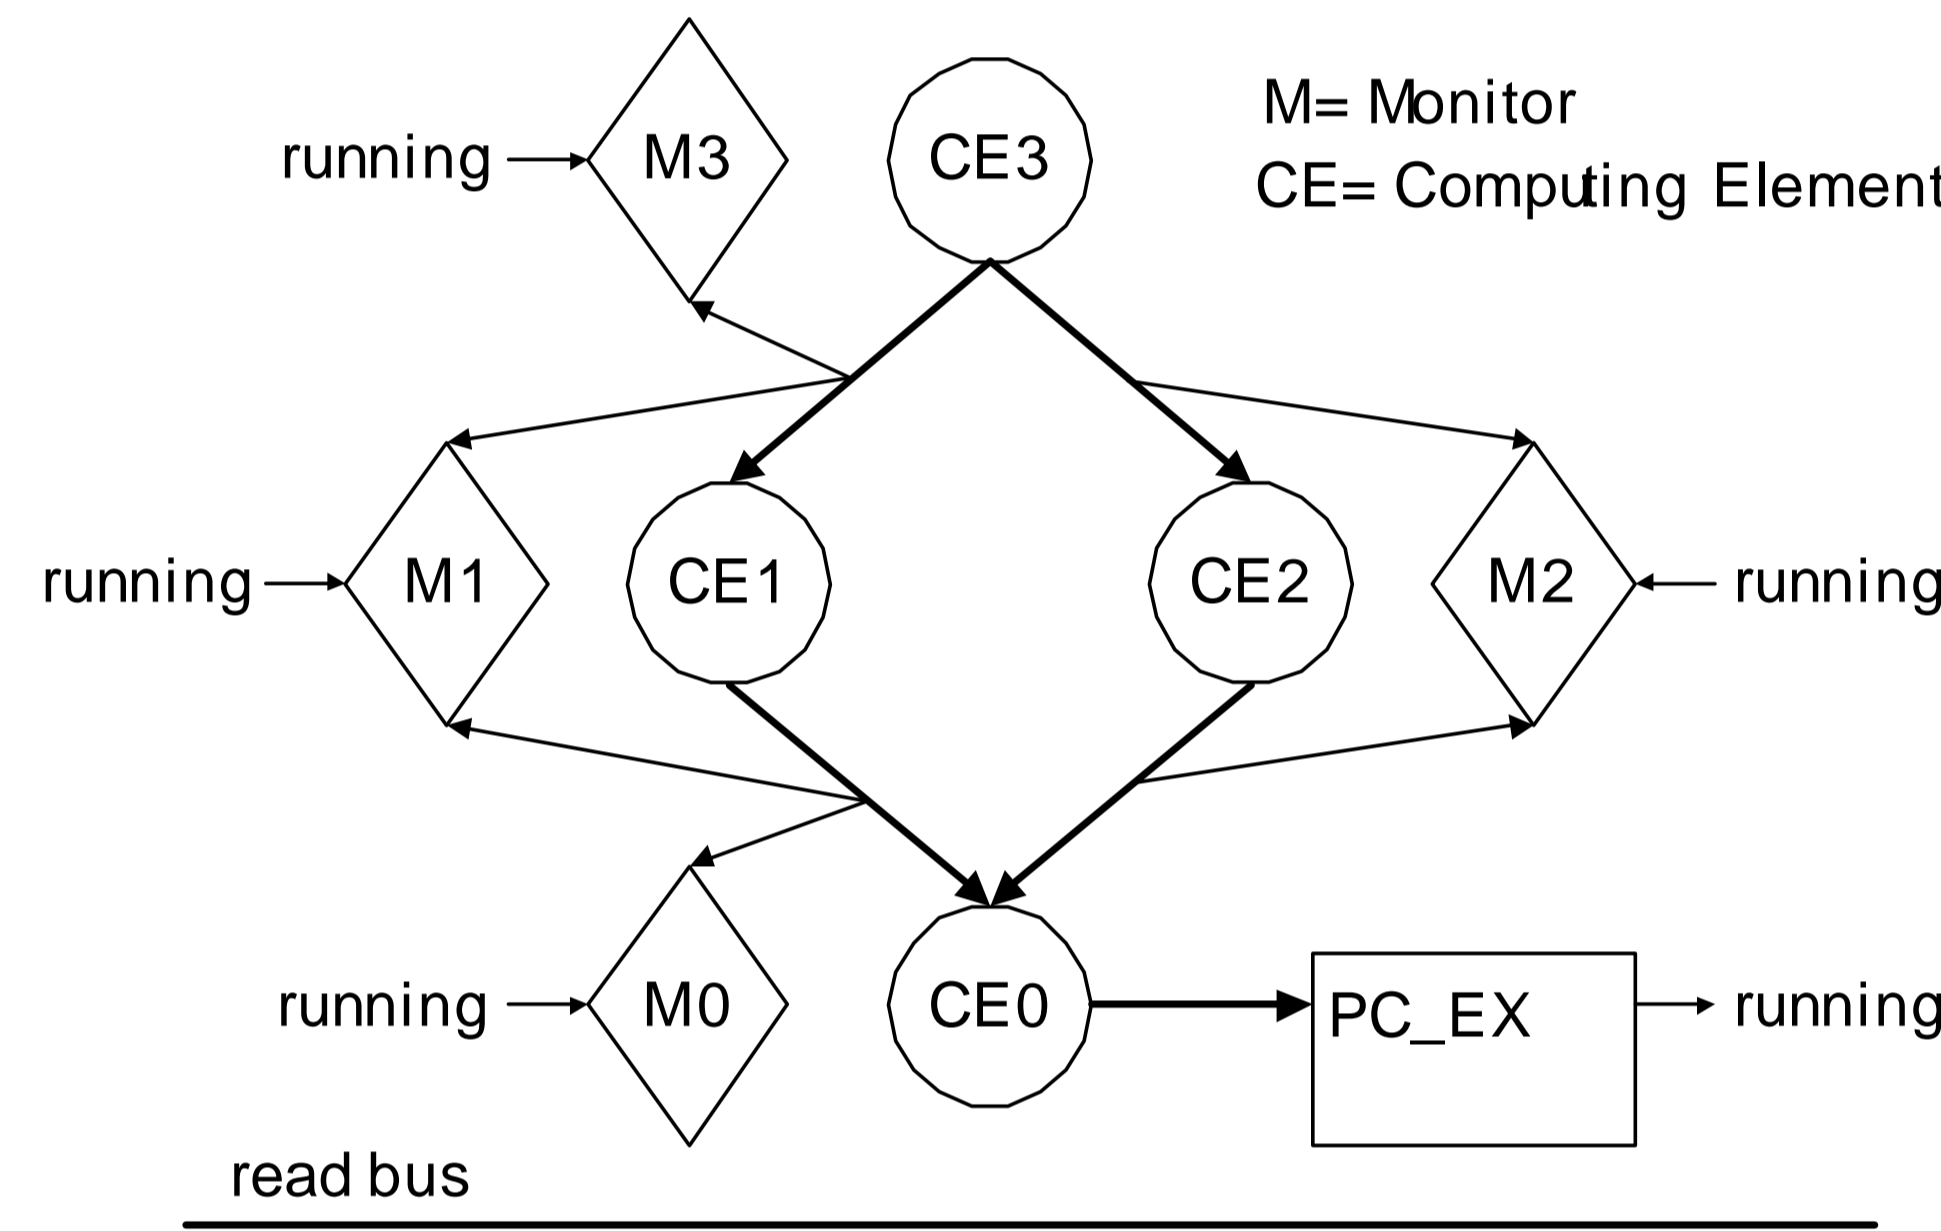 M= Monitor
running M3 CE3
CE= Computing Element
running M1 CE1 CE2 M2 running
running M0 CE0 PC_EX running
read bus